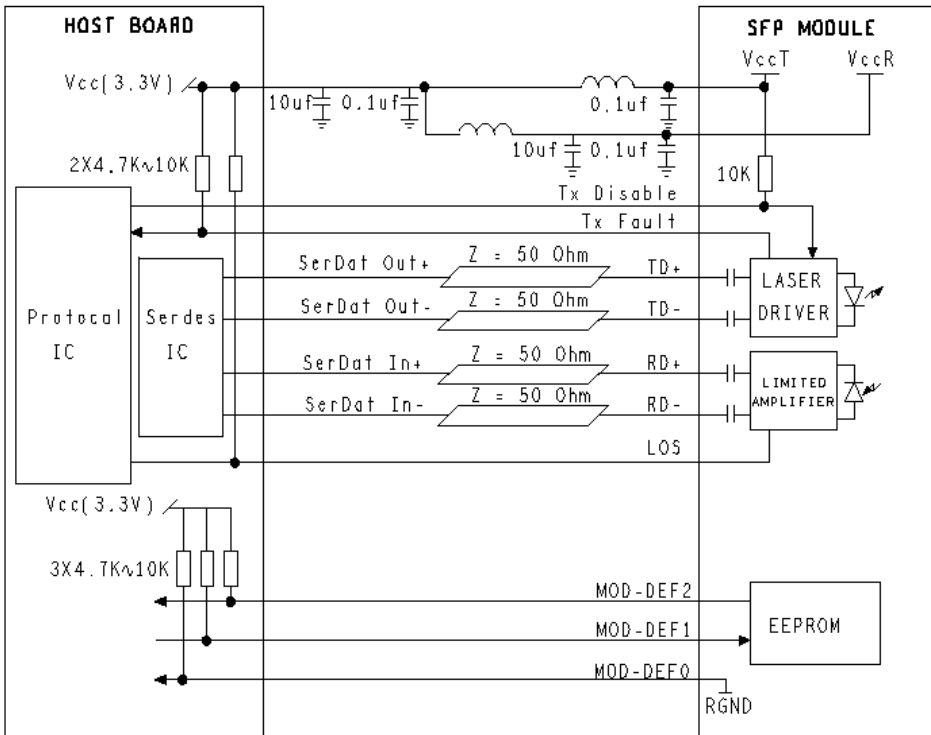 HOST BOARD
SFP MODULE
VccT
VccR
Vcc(3.3V)
10uf
0.1uf
0.1uf
10uf
0.1uf
2X4.7K~10K
10K
Tx Disable
Tx Fault
SerDat Out+
Z = 50 Ohm
TD+
SerDat Out-
Z = 50 Ohm
TD-
LASER
DRIVER
Protocal
IC
Serdes
IC
SerDat In+
Z = 50 Ohm
RD+
SerDat In-
Z = 50 Ohm
RD-
LIMITED
AMPLIFIER
LOS
Vcc(3.3V)
3X4.7K~10K
MOD-DEF2
MOD-DEF1
MOD-DEF0
EEPROM
RGND